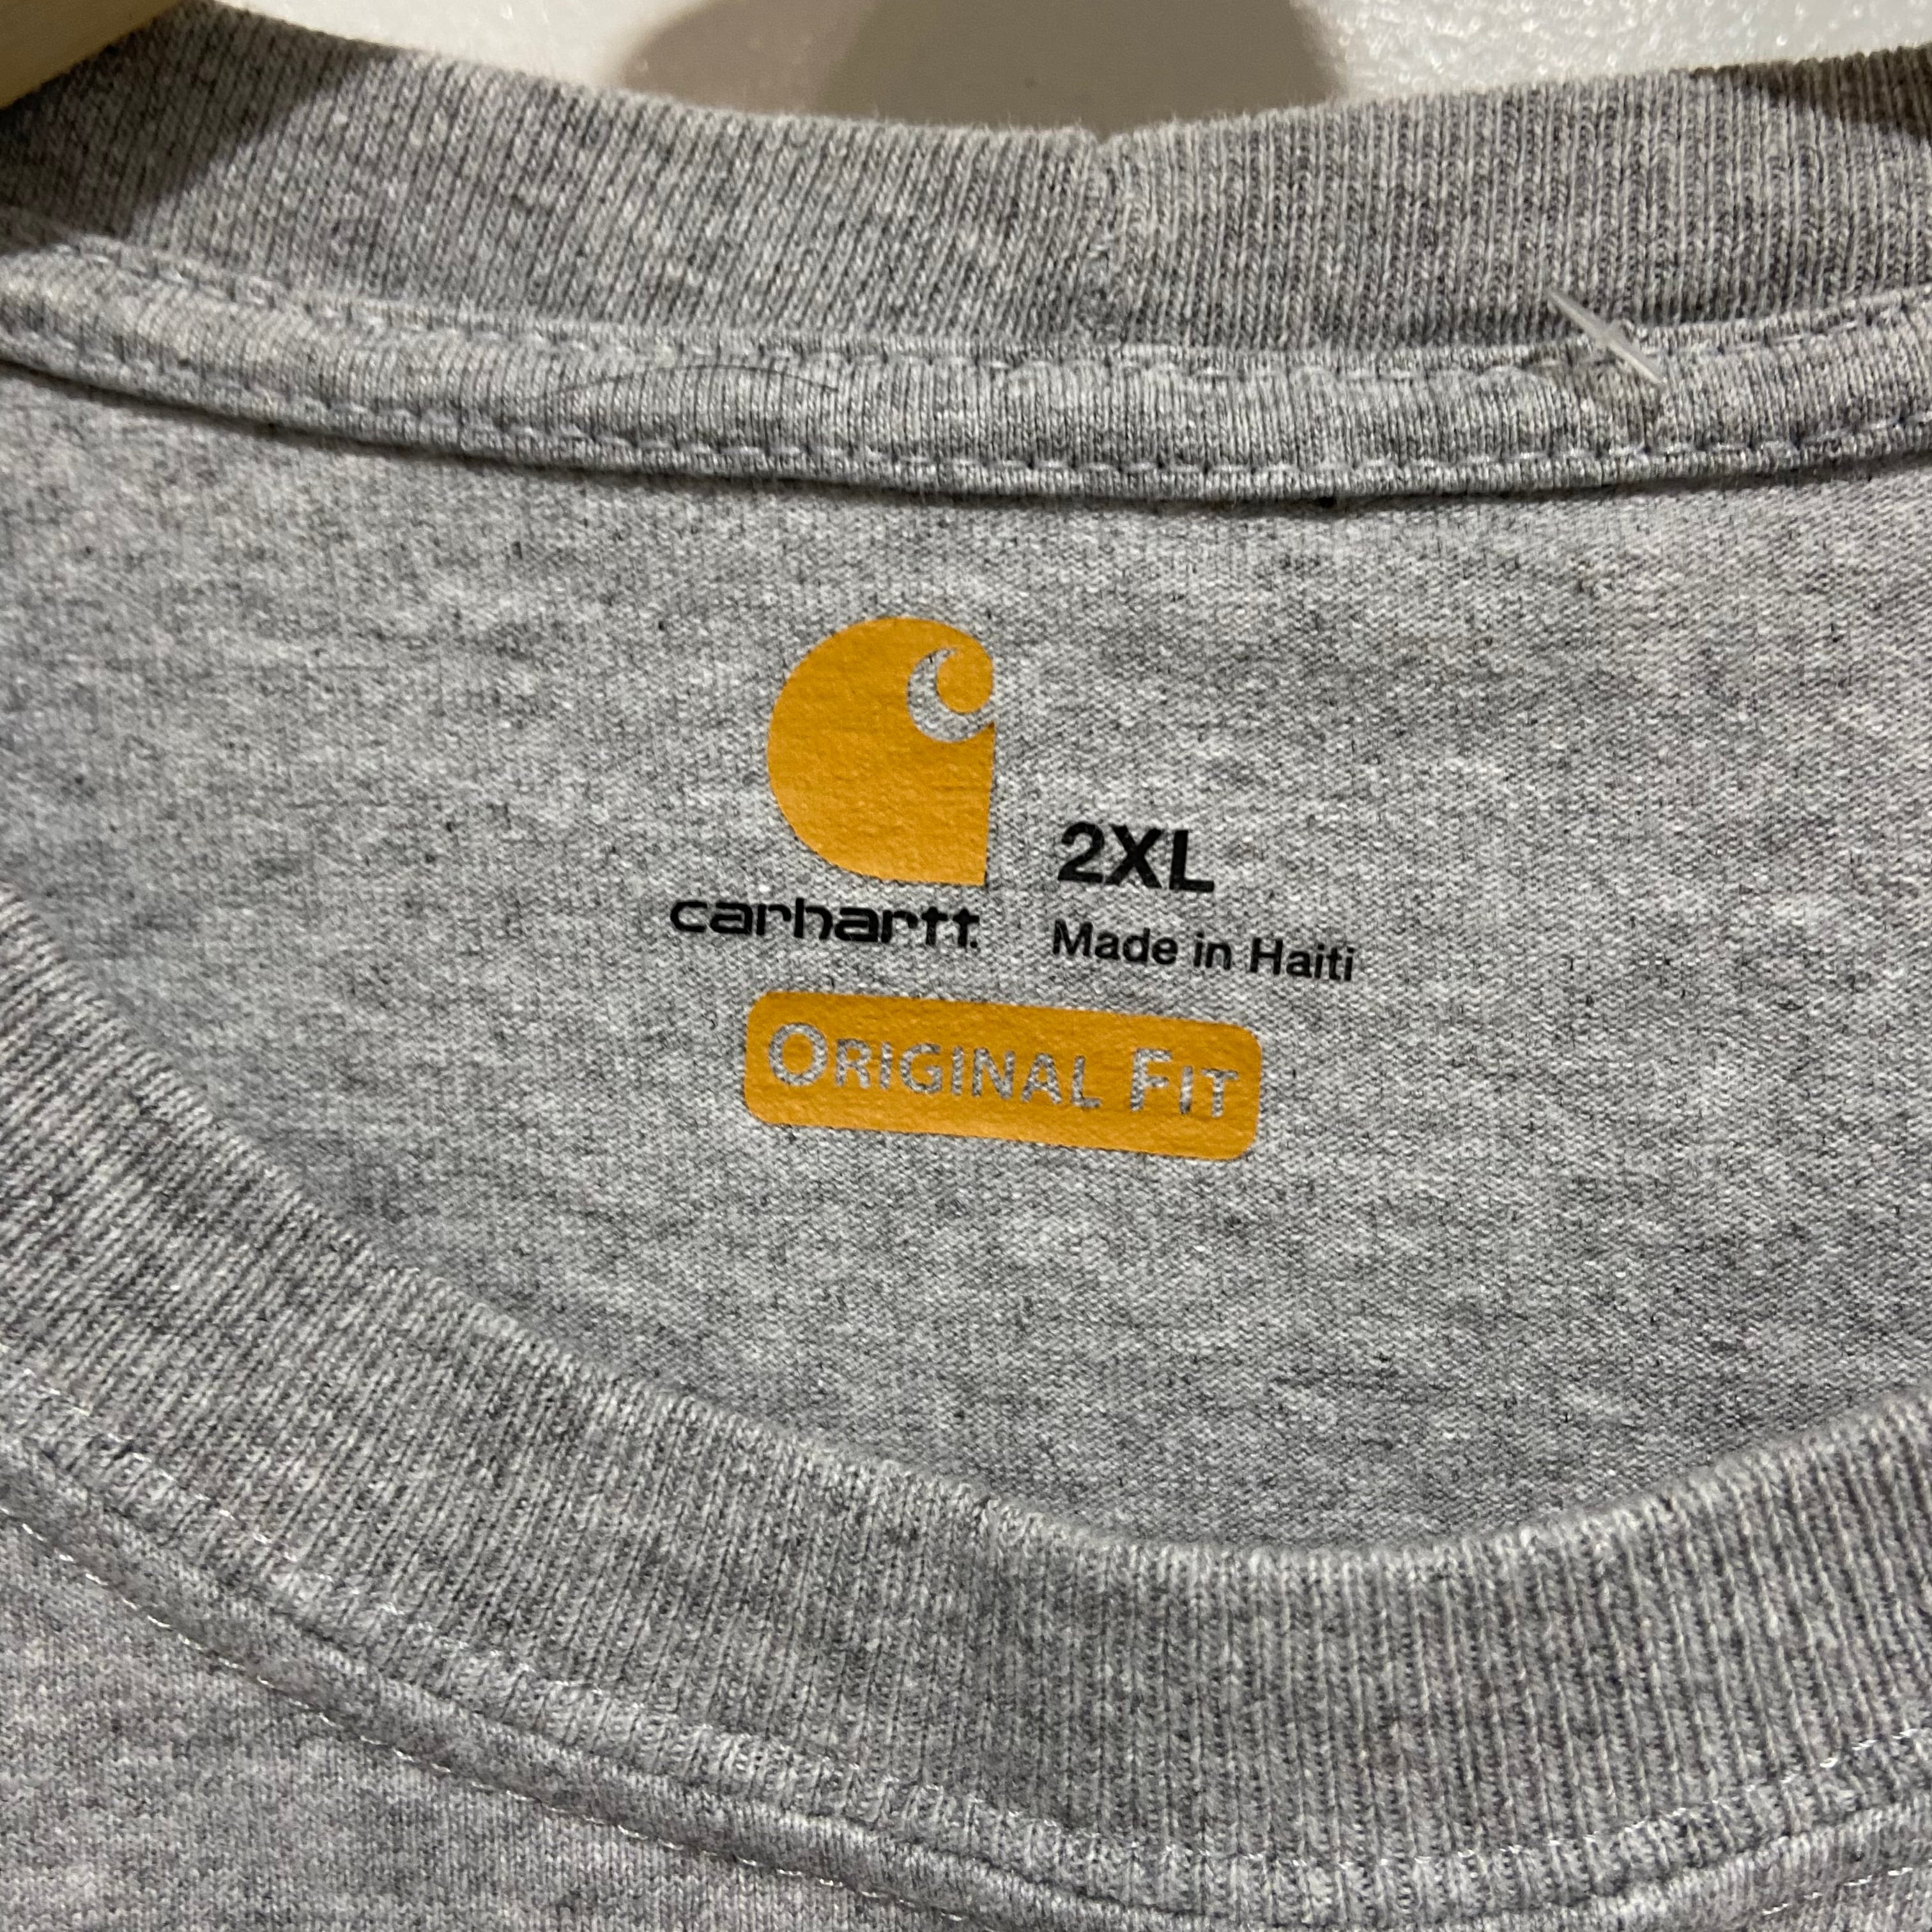 2XL
carhartt.
Made in Haiti
ORIGINAL FIT